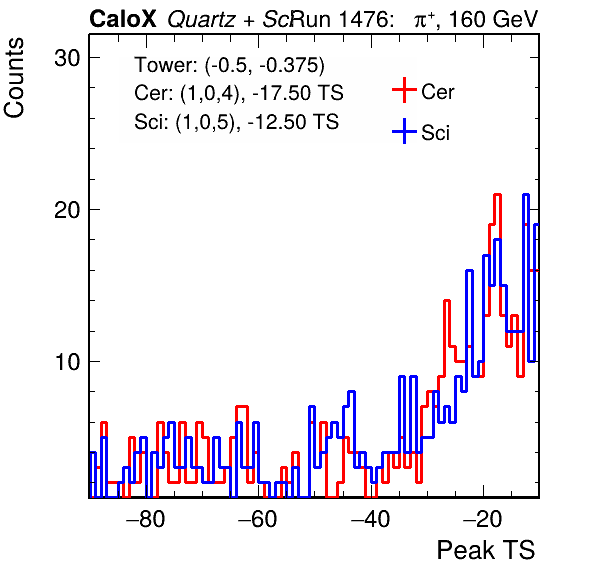 CaloX Quartz + ScRun 1476: π⁺, 160 GeV
Counts
30
20
10
Tower: (-0.5, -0.375)
Cer: (1,0,4), -17.50 TS
Sci: (1,0,5), -12.50 TS
Cer
Sci
−80 −60 −40 −20
Peak TS